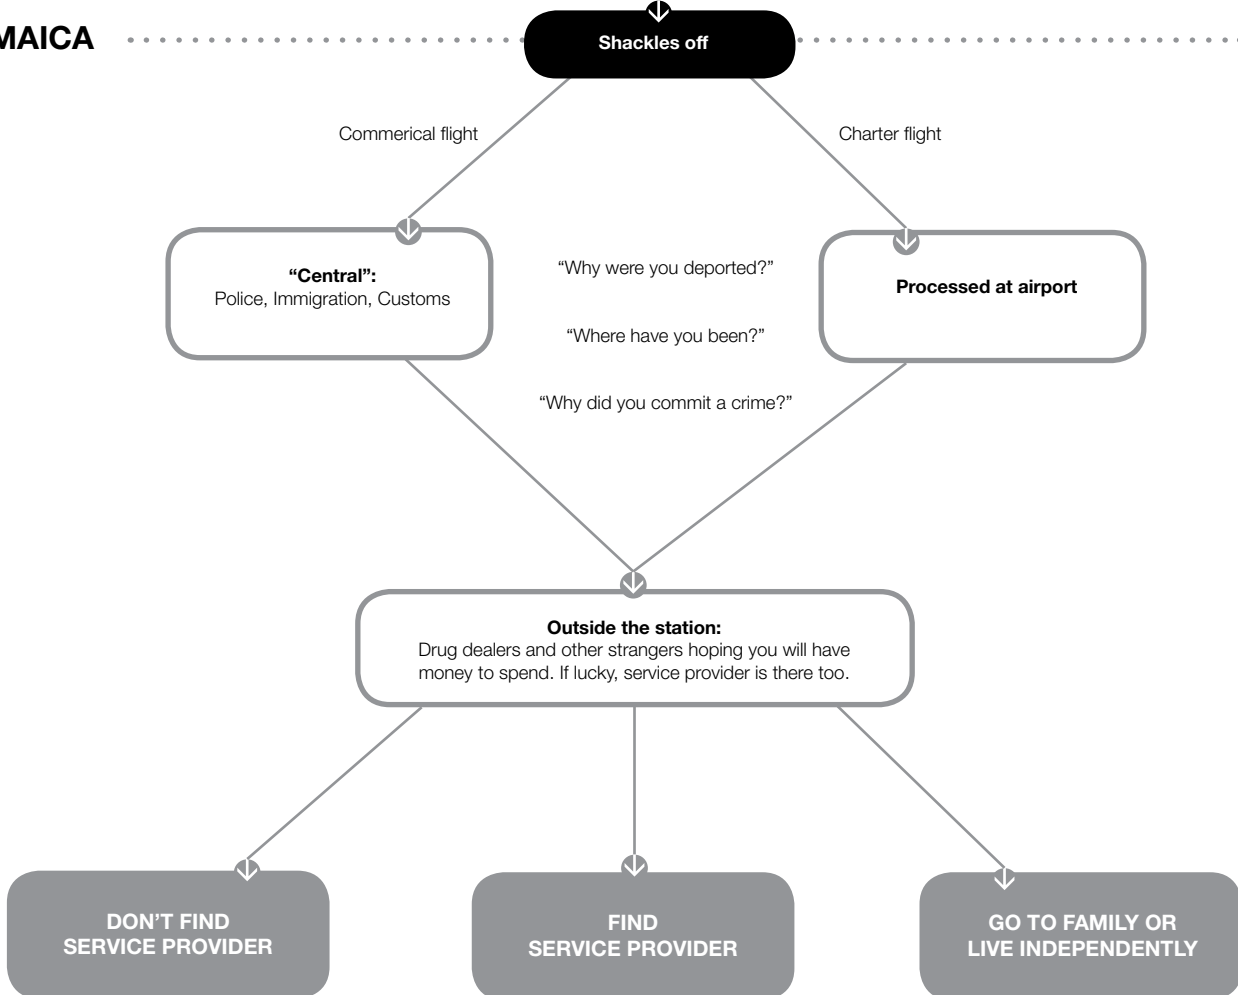 MAICA
Shackles off
Commerical flight
Charter flight
“Central”:
Police, Immigration, Customs
“Why were you deported?”
“Where have you been?”
“Why did you commit a crime?”
Processed at airport
Outside the station:
Drug dealers and other strangers hoping you will have
money to spend. If lucky, service provider is there too.
DON’T FIND
SERVICE PROVIDER
FIND
SERVICE PROVIDER
GO TO FAMILY OR
LIVE INDEPENDENTLY